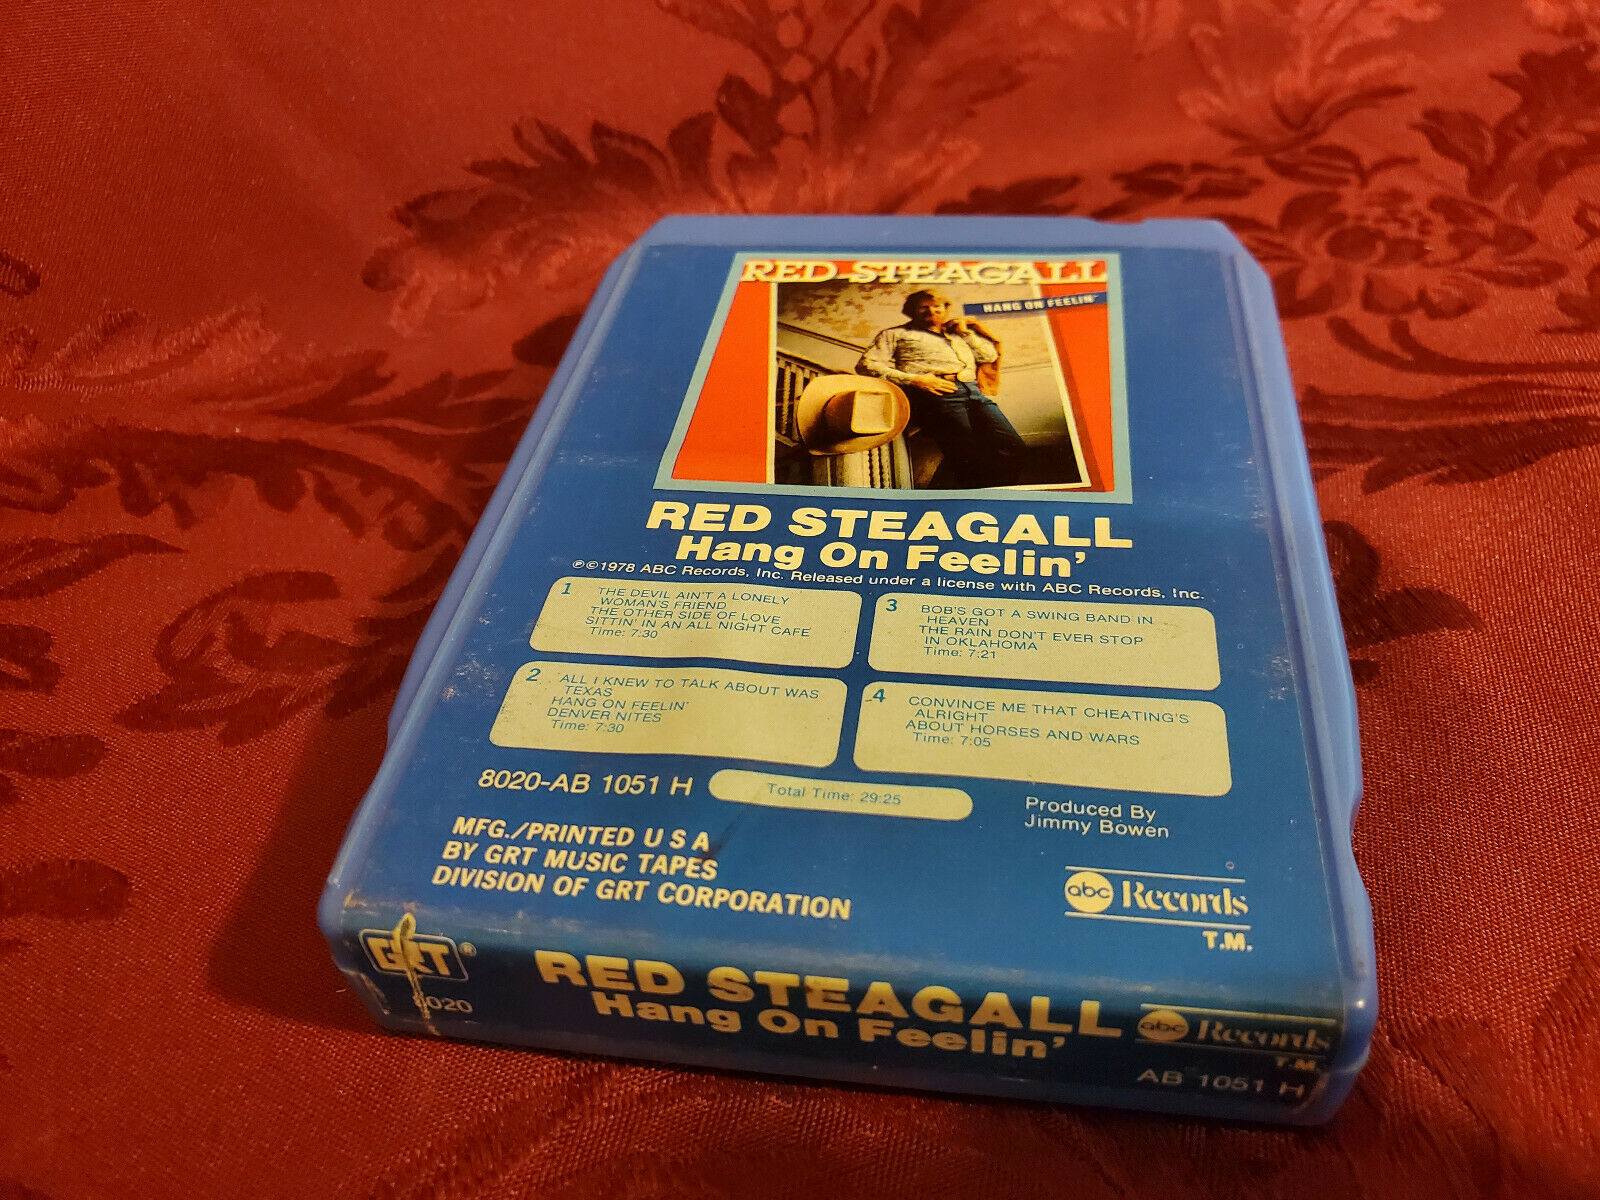 RED STEAGALL
HANG ON FEELIN'
RED STEAGALL
Hang On Feelin'
℗©1978 ABC Records, Inc. Released under a license with ABC Records, Inc.
1 THE DEVIL AIN'T A LONELY
WOMAN'S FRIEND
THE OTHER SIDE OF LOVE
SITTIN' IN AN ALL NIGHT CAFE
Time: 7:30
2 ALL I KNEW TO TALK ABOUT WAS
TEXAS
HANG ON FEELIN'
DENVER NITES
Time: 7:30
3 BOB'S GOT A SWING BAND IN
HEAVEN
THE RAIN DON'T EVER STOP
IN OKLAHOMA
Time: 7:21
4 CONVINCE ME THAT CHEATING'S
ALRIGHT
ABOUT HORSES AND WARS
Time: 7:05
8020-AB 1051 H
Total Time: 29:25
Produced By
Jimmy Bowen
MFG./PRINTED U S A
BY GRT MUSIC TAPES
DIVISION OF GRT CORPORATION
abc Records
T.M.
GRT®
8020
RED STEAGALL
Hang On Feelin'
abc Records
T.M.
AB 1051 H